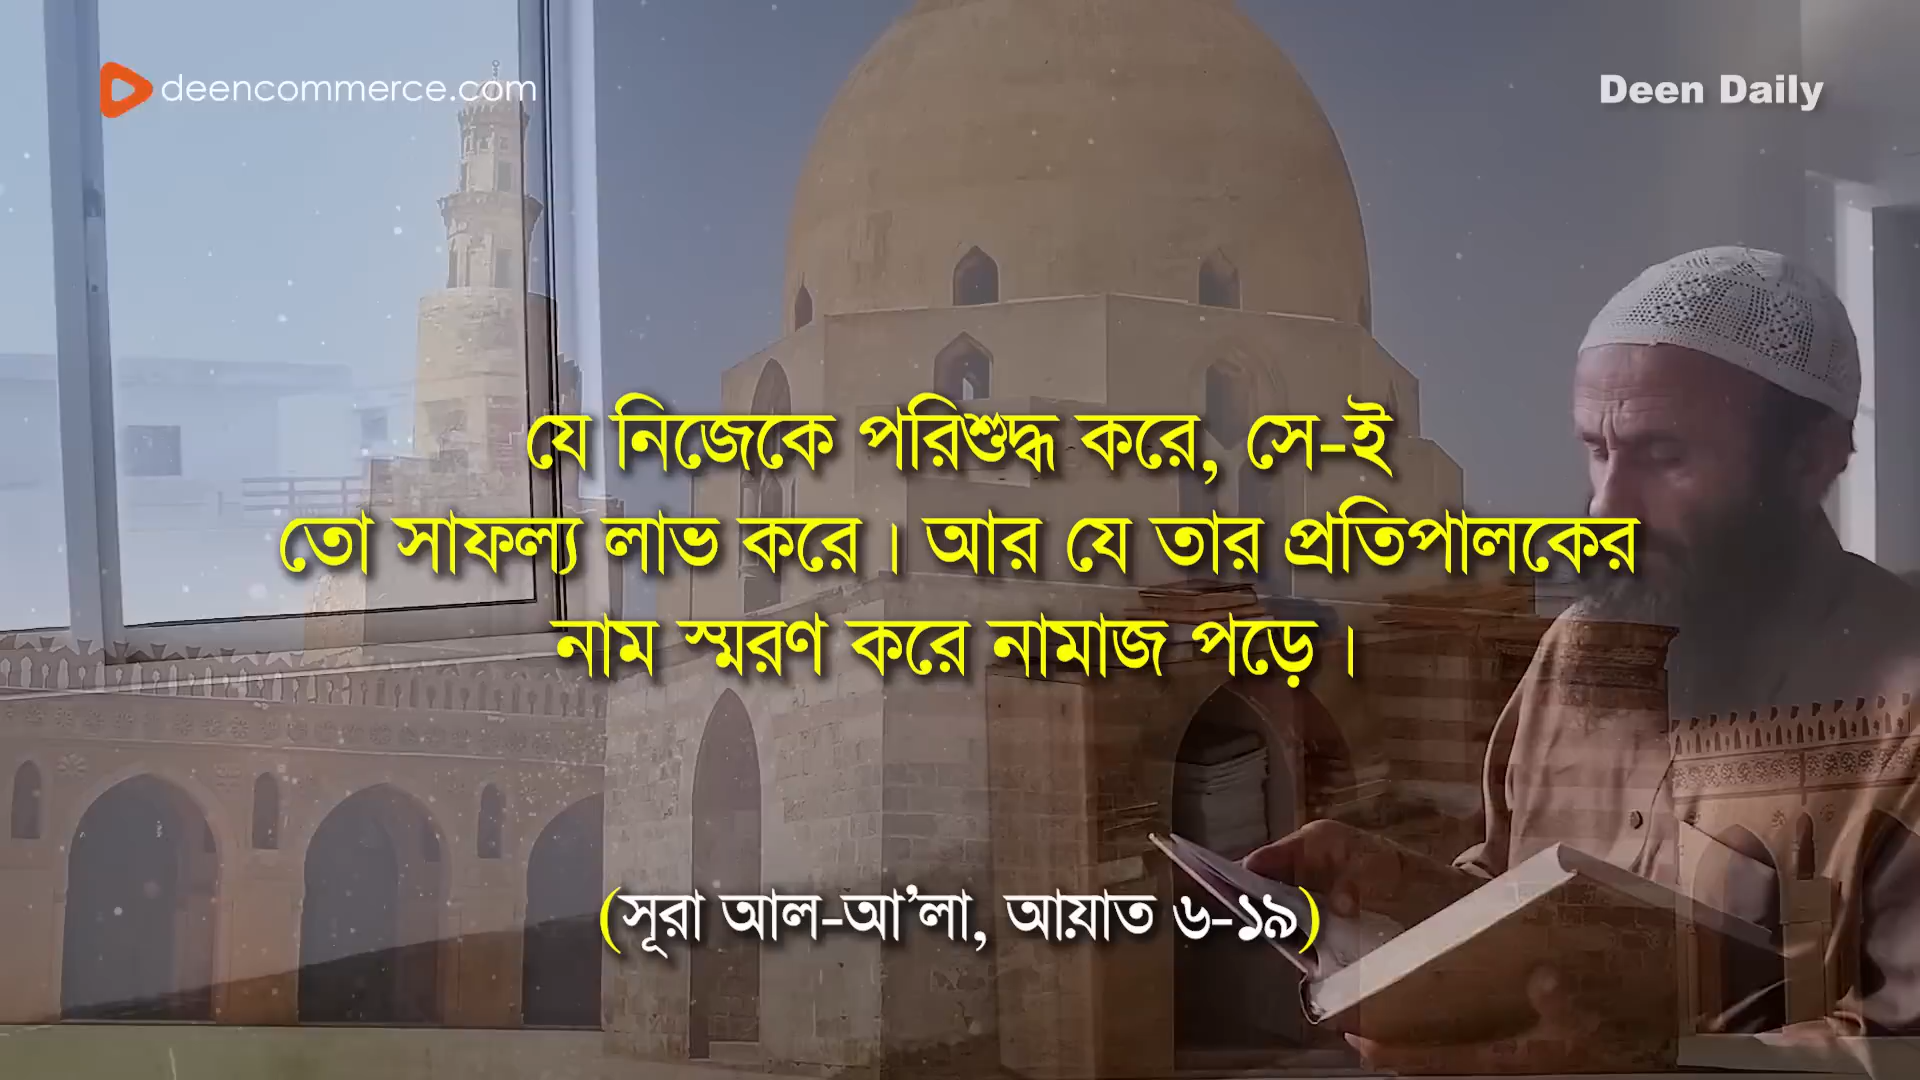 deencommerce.com
Deen Daily
যে নিজেকে পরিশুদ্ধ করে, সে-ই
তো সাফল্য লাভ করে। আর যে তার প্রতিপালকের
নাম স্মরণ করে নামাজ পড়ে।
(সূরা আল-আ’লা, আয়াত ৬-১৯)